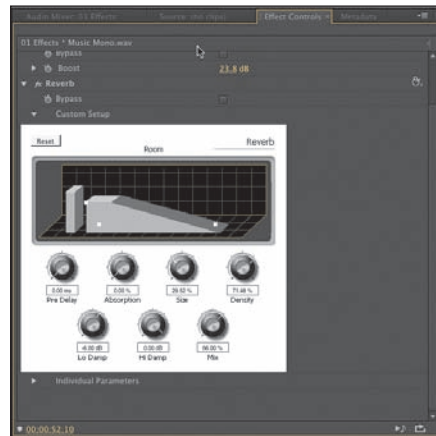 Audio Mixer: 01 Effects Source: (no clips) Effect Controls × Metadata
01 Effects * Music Mono.wav
Bypass
Boost 23.8 dB
fx Reverb
Bypass
Custom Setup
Reset Room Reverb
0.00 ms 0.00 % 26.02 % 71.48 %
Pre Delay Absorption Size Density
-6.00 dB 0.00 dB 66.00 %
Lo Damp Hi Damp Mix
Individual Parameters
00:00:52:10